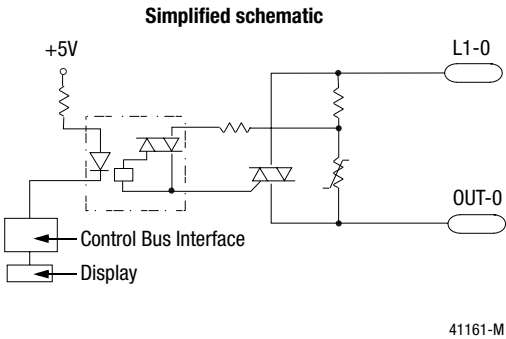 Simplified schematic
+5V
L1-0
OUT-0
Control Bus Interface
Display
41161-M